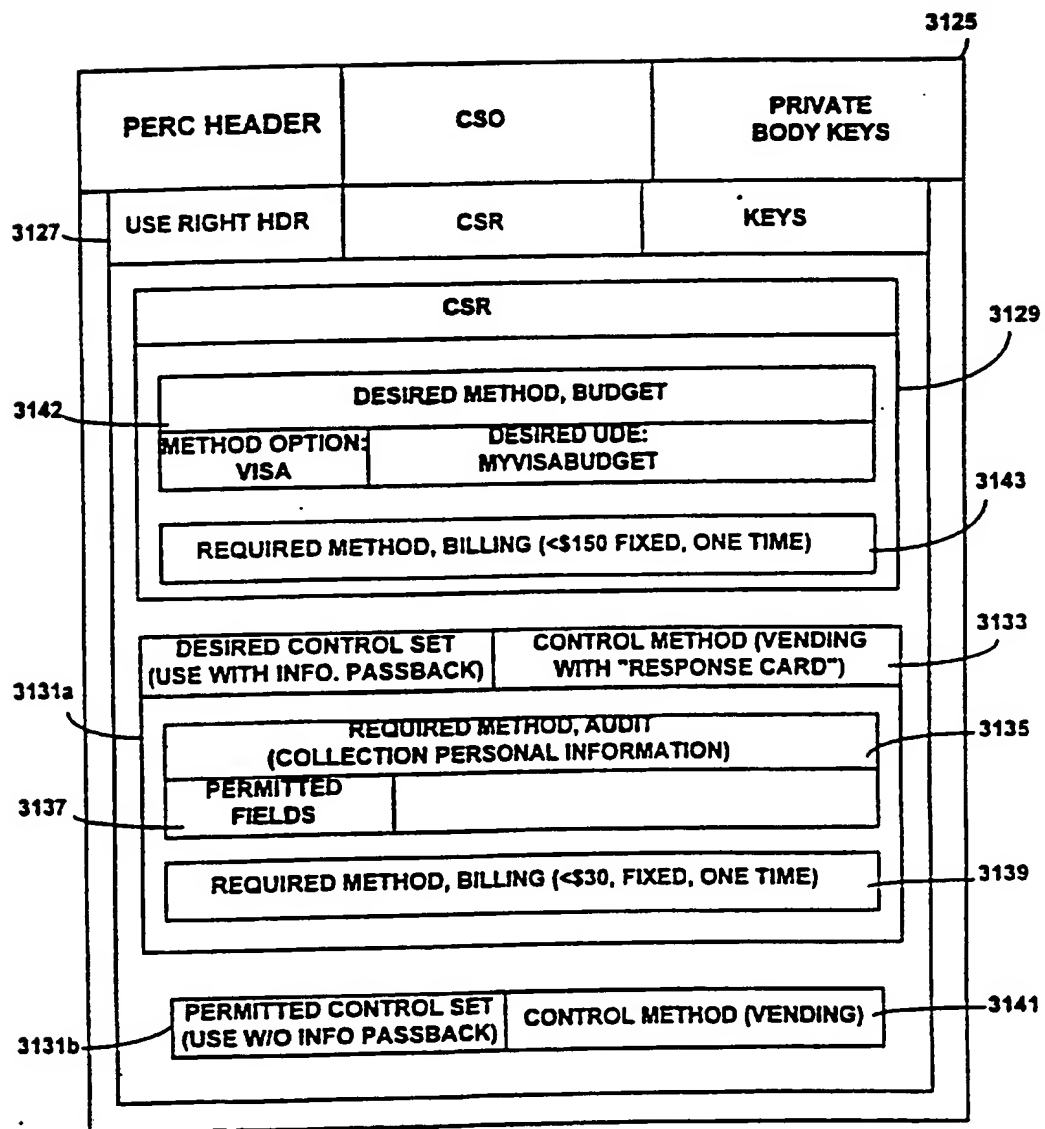 3125
PERC HEADER
CSO
PRIVATE
BODY KEYS
3127
USE RIGHT HDR
CSR
KEYS
CSR
3129
DESIRED METHOD, BUDGET
3142
METHOD OPTION:
VISA
DESIRED UDE:
MYVISABUDGET
3143
REQUIRED METHOD, BILLING (<$150 FIXED, ONE TIME)
3133
DESIRED CONTROL SET
(USE WITH INFO. PASSBACK)
CONTROL METHOD (VENDING
WITH "RESPONSE CARD")
3131a
REQUIRED METHOD, AUDIT
(COLLECTION PERSONAL INFORMATION)
3135
PERMITTED
FIELDS
3137
REQUIRED METHOD, BILLING (<$30, FIXED, ONE TIME)
3139
PERMITTED CONTROL SET
(USE W/O INFO PASSBACK)
CONTROL METHOD (VENDING)
3141
3131b